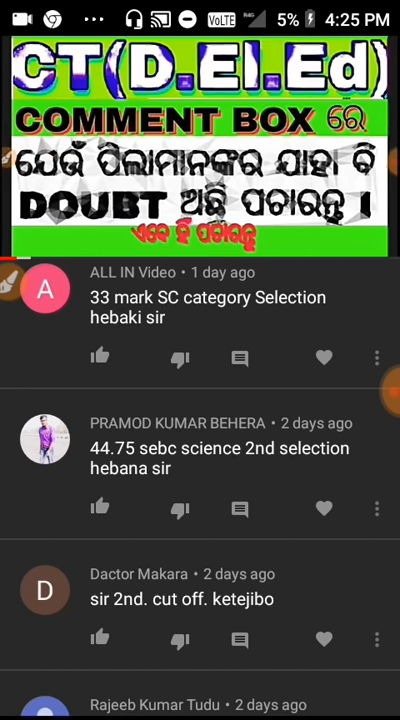 VoLTE 4G 5% 4:25 PM
CT(D.El.Ed)
COMMENT BOX ରେ
ଯେଉଁ ପିଲାମାନଙ୍କର ଯାହା ବି
DOUBT ଅଛି ପଚାରନ୍ତୁ ।
ଏବେ ହିଁ ପଚାରନ୍ତୁ
A
ALL IN Video • 1 day ago
33 mark SC category Selection
hebaki sir
PRAMOD KUMAR BEHERA • 2 days ago
44.75 sebc science 2nd selection
hebana sir
D
Dactor Makara • 2 days ago
sir 2nd. cut off. ketejibo
Rajeeb Kumar Tudu • 2 days ago